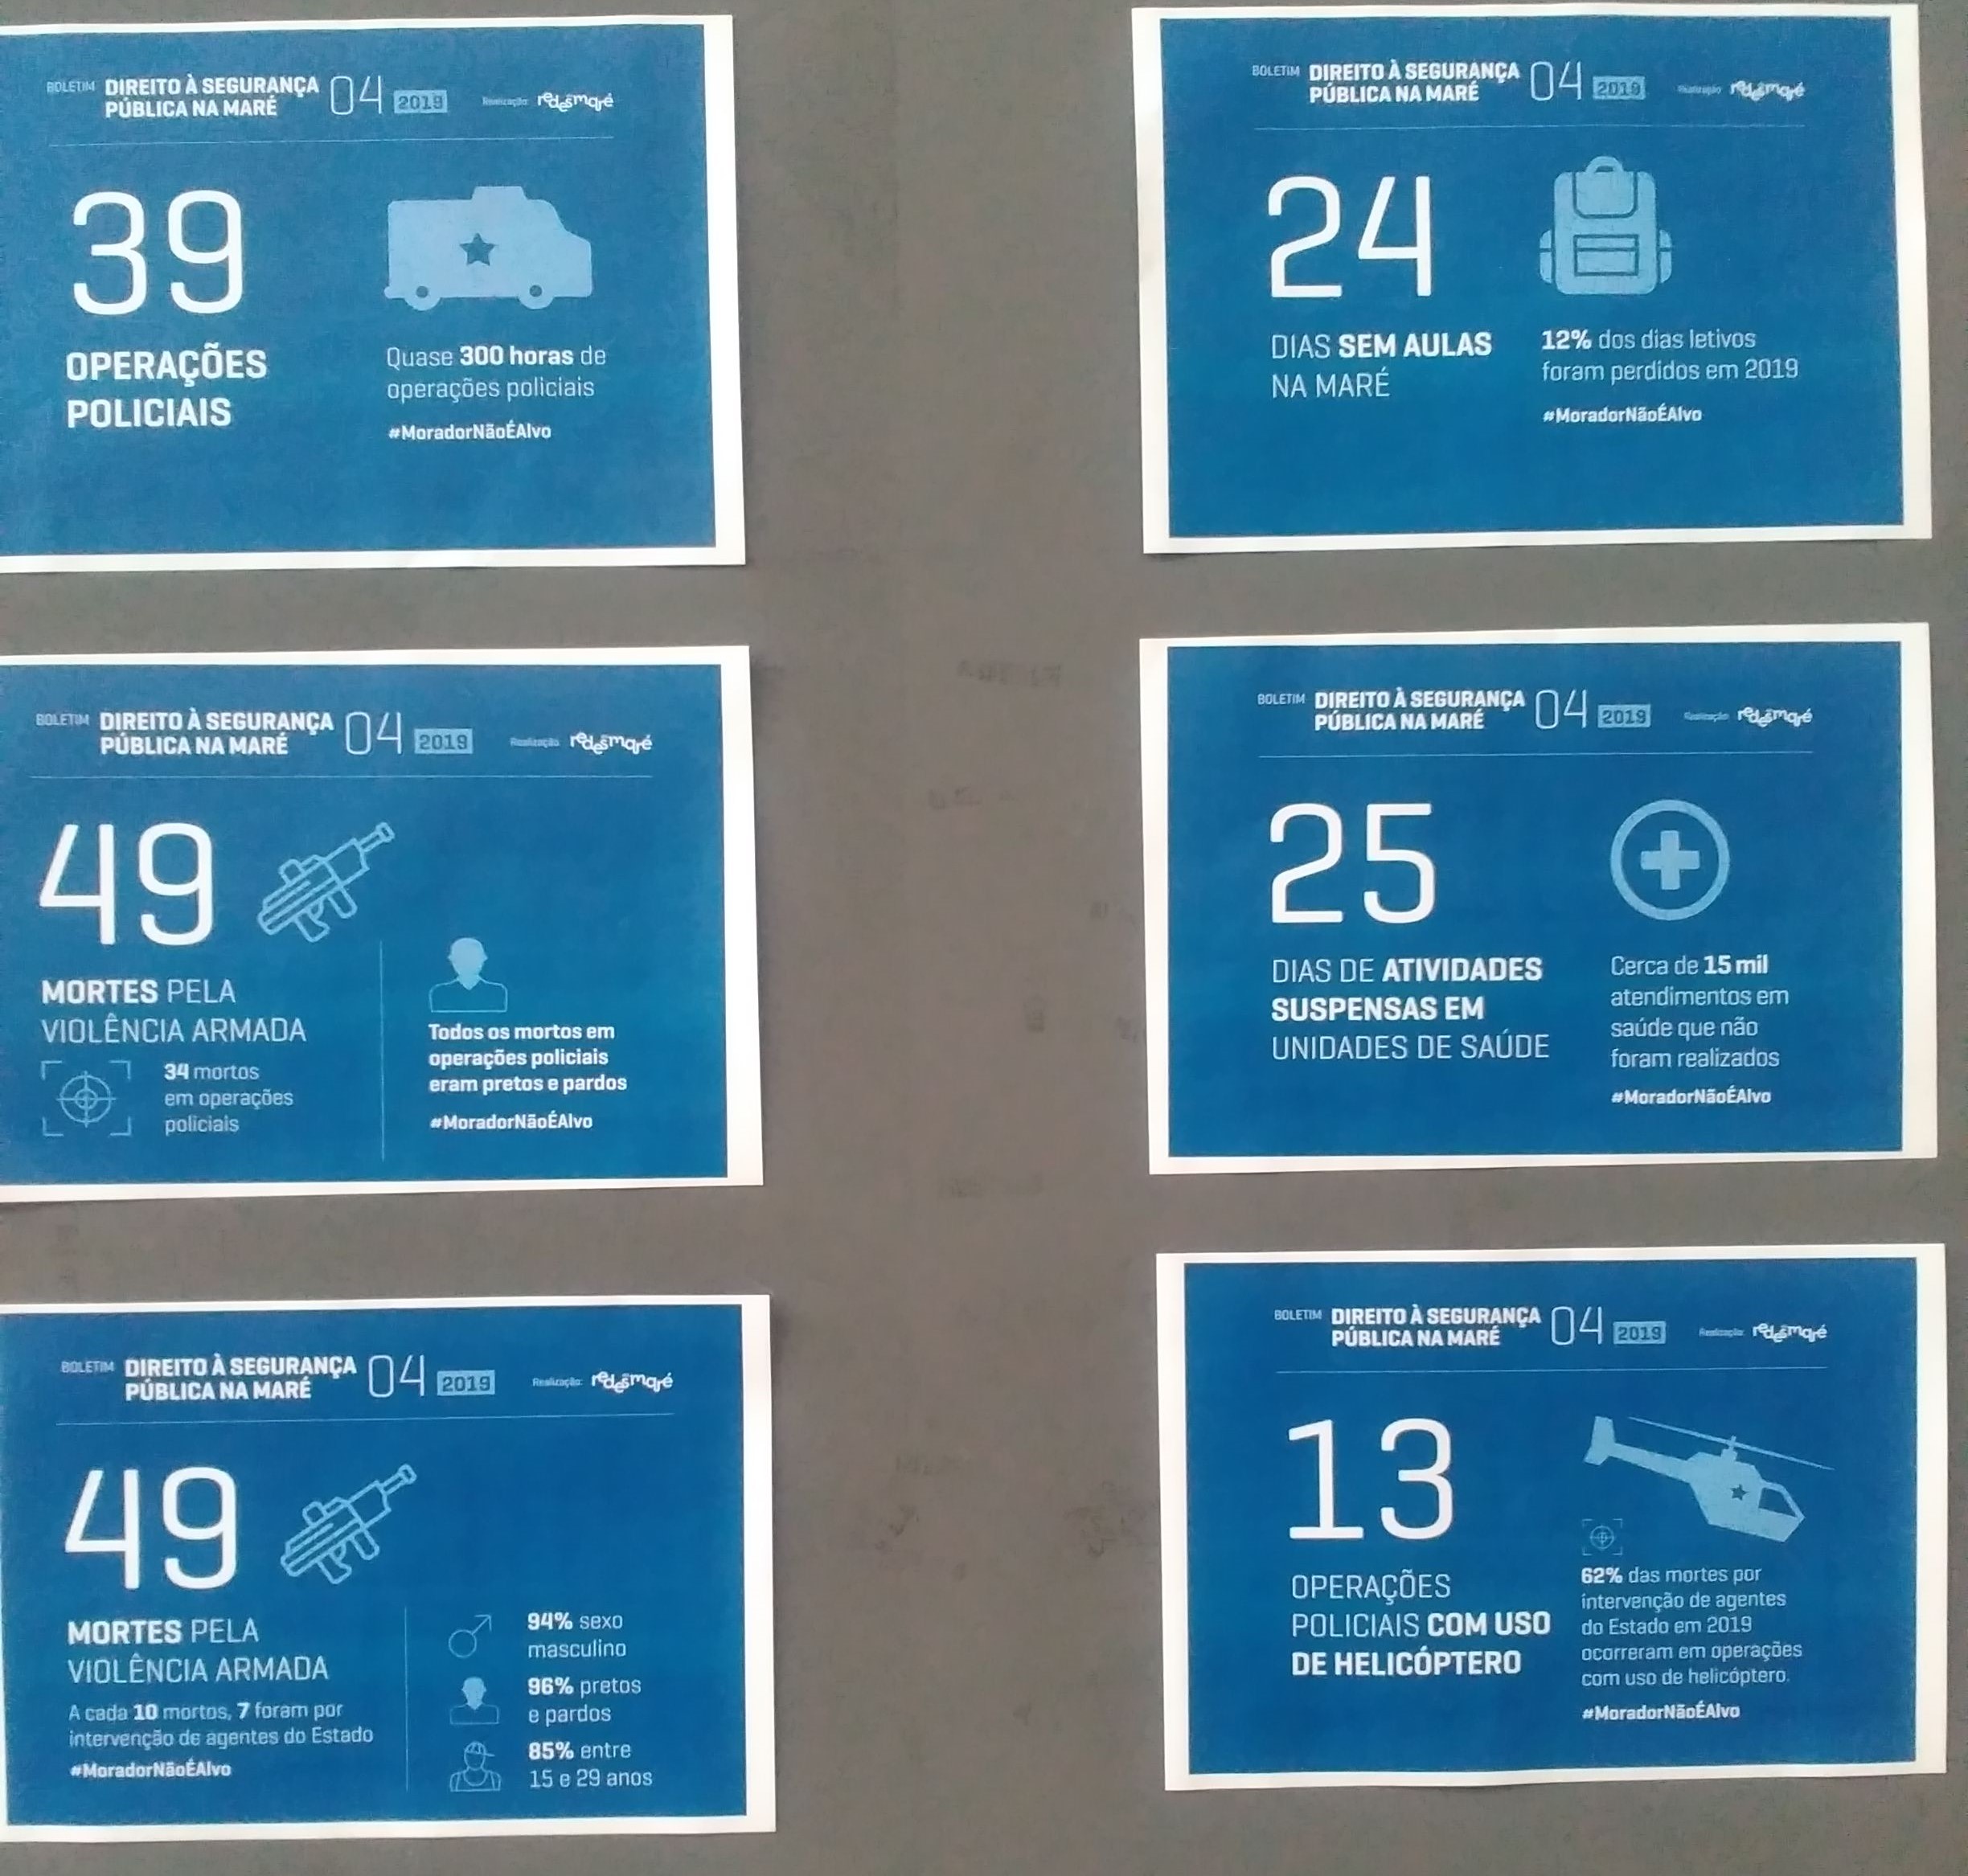 BOLETIM DIREITO À SEGURANÇA PÚBLICA NA MARÉ 04 2019 Realização: redesdamaré
39
OPERAÇÕES
POLICIAIS
Quase 300 horas de
operações policiais
#MoradorNãoÉAlvo
BOLETIM DIREITO À SEGURANÇA PÚBLICA NA MARÉ 04 2019 Realização: redesdamaré
24
DIAS SEM AULAS
NA MARÉ
12% dos dias letivos
foram perdidos em 2019
#MoradorNãoÉAlvo
BOLETIM DIREITO À SEGURANÇA PÚBLICA NA MARÉ 04 2019 Realização: redesdamaré
49
MORTES PELA
VIOLÊNCIA ARMADA
34 mortos
em operações
policiais
Todos os mortos em
operações policiais
eram pretos e pardos
#MoradorNãoÉAlvo
BOLETIM DIREITO À SEGURANÇA PÚBLICA NA MARÉ 04 2019 Realização: redesdamaré
25
DIAS DE ATIVIDADES
SUSPENSAS EM
UNIDADES DE SAÚDE
Cerca de 15 mil
atendimentos em
saúde que não
foram realizados
#MoradorNãoÉAlvo
BOLETIM DIREITO À SEGURANÇA PÚBLICA NA MARÉ 04 2019 Realização: redesdamaré
49
MORTES PELA
VIOLÊNCIA ARMADA
A cada 10 mortos, 7 foram por
intervenção de agentes do Estado
#MoradorNãoÉAlvo
94% sexo
masculino
96% pretos
e pardos
85% entre
15 e 29 anos
BOLETIM DIREITO À SEGURANÇA PÚBLICA NA MARÉ 04 2019 Realização: redesdamaré
13
OPERAÇÕES
POLICIAIS COM USO
DE HELICÓPTERO
62% das mortes por
intervenção de agentes
do Estado em 2019
ocorreram em operações
com uso de helicóptero.
#MoradorNãoÉAlvo